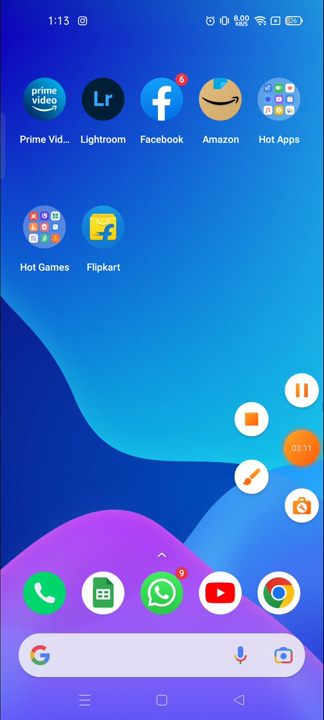 1:13 8.00 KB/S 26
prime video Lr 6
Prime Vid... Lightroom Facebook Amazon Hot Apps
Hot Games Flipkart
03:11
9